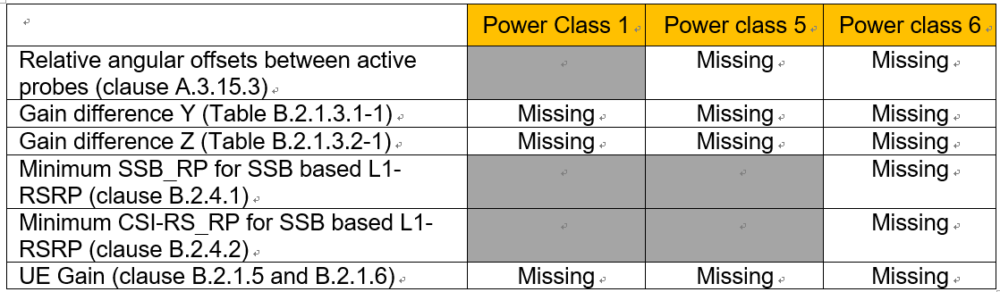 Power Class 1 Power class 5 Power class 6
Relative angular offsets between active
probes (clause A.3.15.3) Missing Missing
Gain difference Y (Table B.2.1.3.1-1) Missing Missing Missing
Gain difference Z (Table B.2.1.3.2-1) Missing Missing Missing
Minimum SSB_RP for SSB based L1-
RSRP (clause B.2.4.1) Missing
Minimum CSI-RS_RP for SSB based L1-
RSRP (clause B.2.4.2) Missing
UE Gain (clause B.2.1.5 and B.2.1.6) Missing Missing Missing